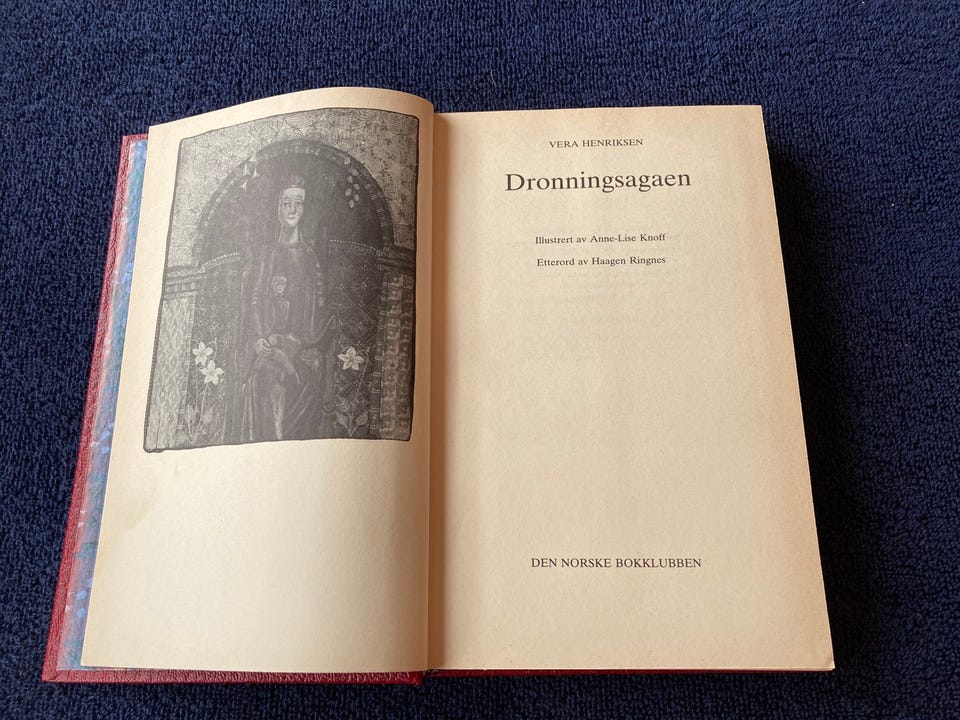 VERA HENRIKSEN
Dronningsagaen
Illustrert av Anne-Lise Knoff
Etterord av Haagen Ringnes
DEN NORSKE BOKKLUBBEN